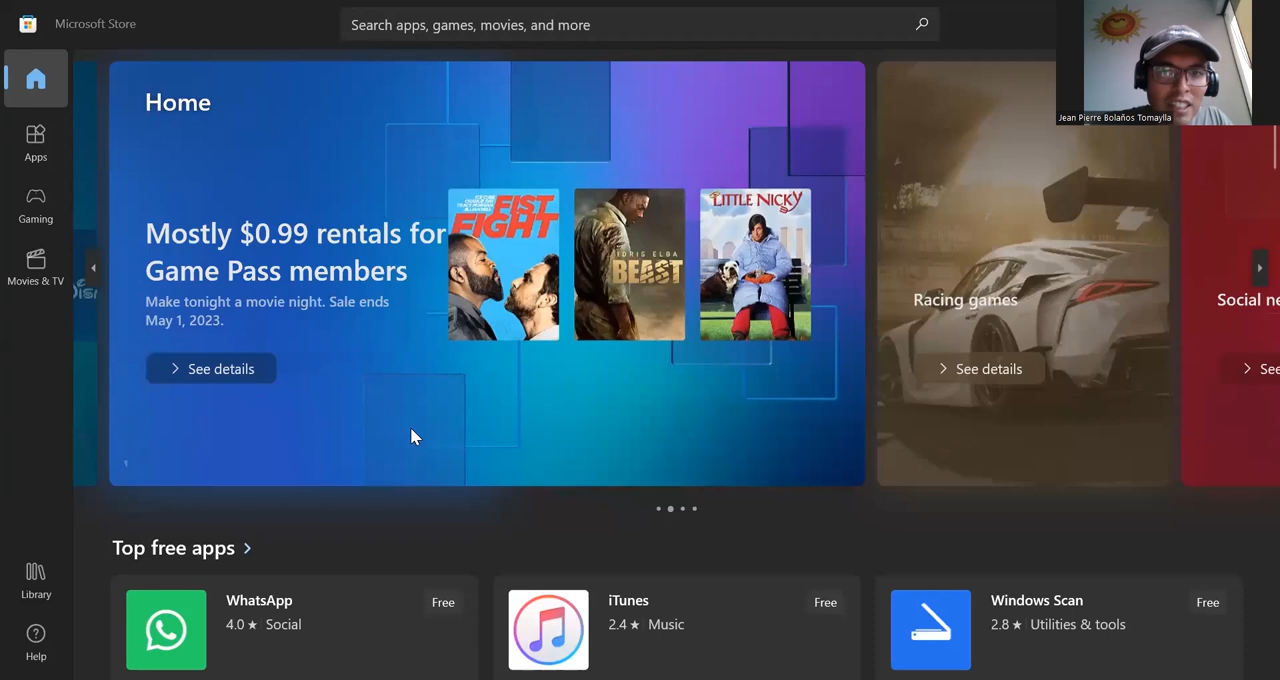 Microsoft Store
Search apps, games, movies, and more
Jean Pierre Bolaños Tomaylla
Home
Apps
Gaming
Movies & TV
Mostly $0.99 rentals for
Game Pass members
Make tonight a movie night. Sale ends
May 1, 2023.
See details
FIST
FIGHT
IDRIS ELBA
BEAST
LITTLE NICKY
Racing games
See details
Social ne
See
Top free apps
WhatsApp
4.0 ★ Social
Free
iTunes
2.4 ★ Music
Free
Windows Scan
2.8 ★ Utilities & tools
Free
Library
Help